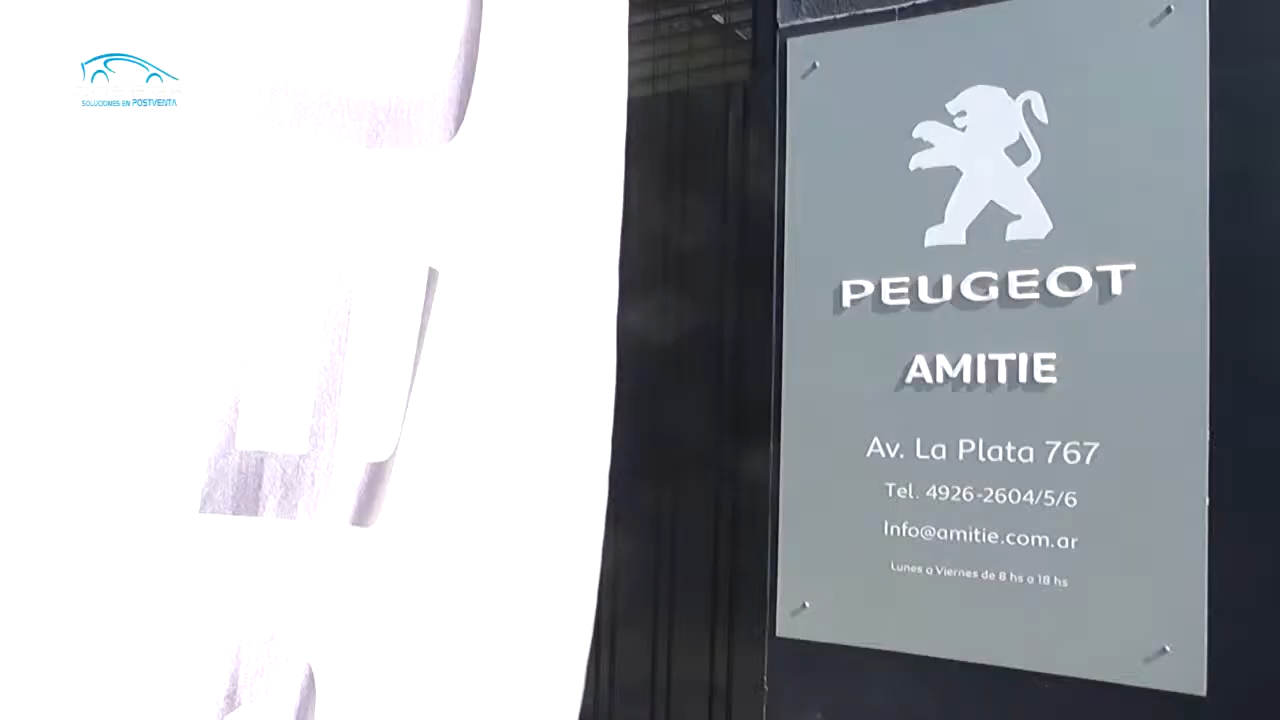 SOLUCIONES EN POSTVENTA
PEUGEOT
AMITIE
Av. La Plata 767
Tel. 4926-2604/5/6
Info@amitie.com.ar
Lunes a Viernes de 8 hs a 18 hs